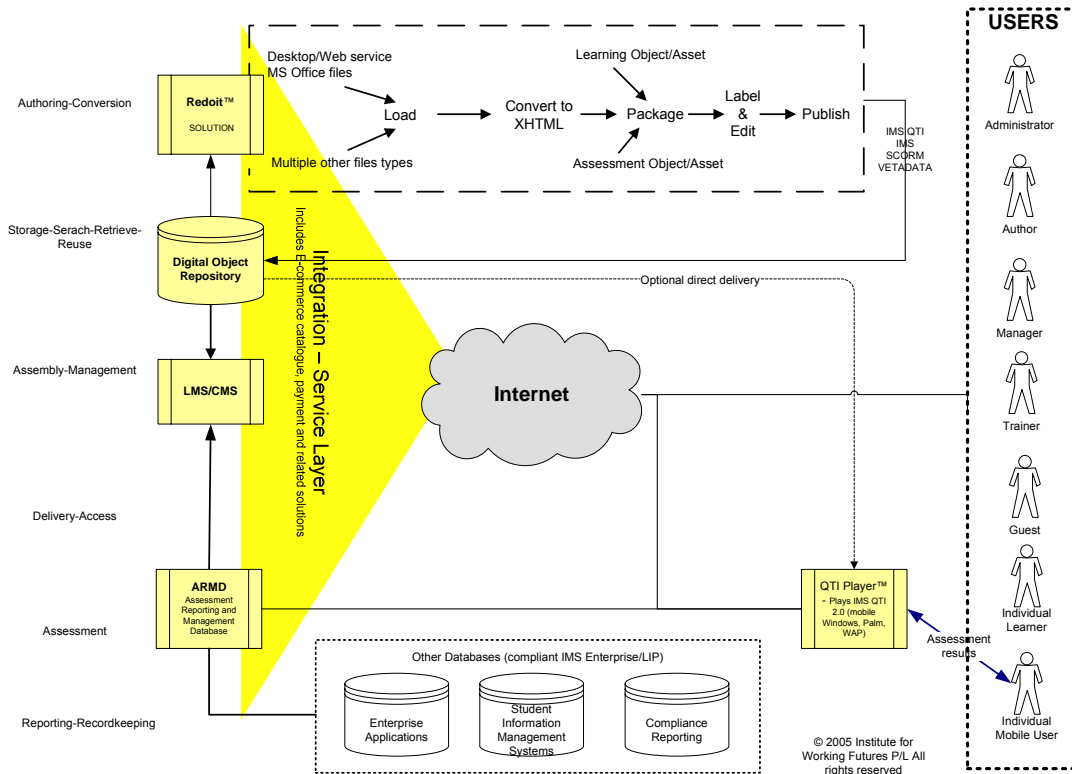 USERS
Desktop/Web service
MS Office files
Learning Object/Asset
Authoring-Conversion
Redoit™
SOLUTION
Load
Convert to
XHTML
Package
Label
&
Edit
Publish
Multiple other files types
Assessment Object/Asset
IMS QTI
IMS
SCORM
VETADATA
Administrator
Author
Storage-Serach-Retrieve-
Reuse
Digital Object
Repository
Optional direct delivery
Integration – Service Layer
Includes E-commerce catalogue, payment and related solutions
Manager
Assembly-Management
LMS/CMS
Internet
Trainer
Delivery-Access
Guest
ARMD
Assessment
Reporting and
Management
Database
Assessment
QTI Player™
- Plays IMS QTI
2.0 (mobile
Windows, Palm,
WAP)
Individual
Learner
Assessment
results
Other Databases (compliant IMS Enterprise/LIP)
Reporting-Recordkeeping
Enterprise
Applications
Student
Information
Management
Systems
Compliance
Reporting
Individual
Mobile User
© 2005 Institute for
Working Futures P/L All
rights reserved